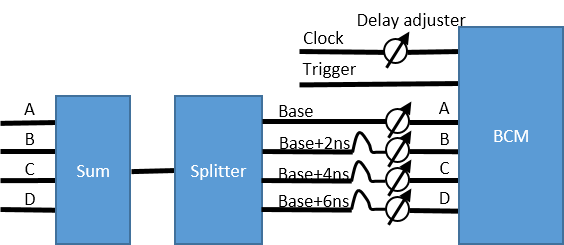 Delay adjuster
Clock
Trigger
A
B
C
D
Sum
Splitter
Base
Base+2ns
Base+4ns
Base+6ns
A
B
C
D
BCM